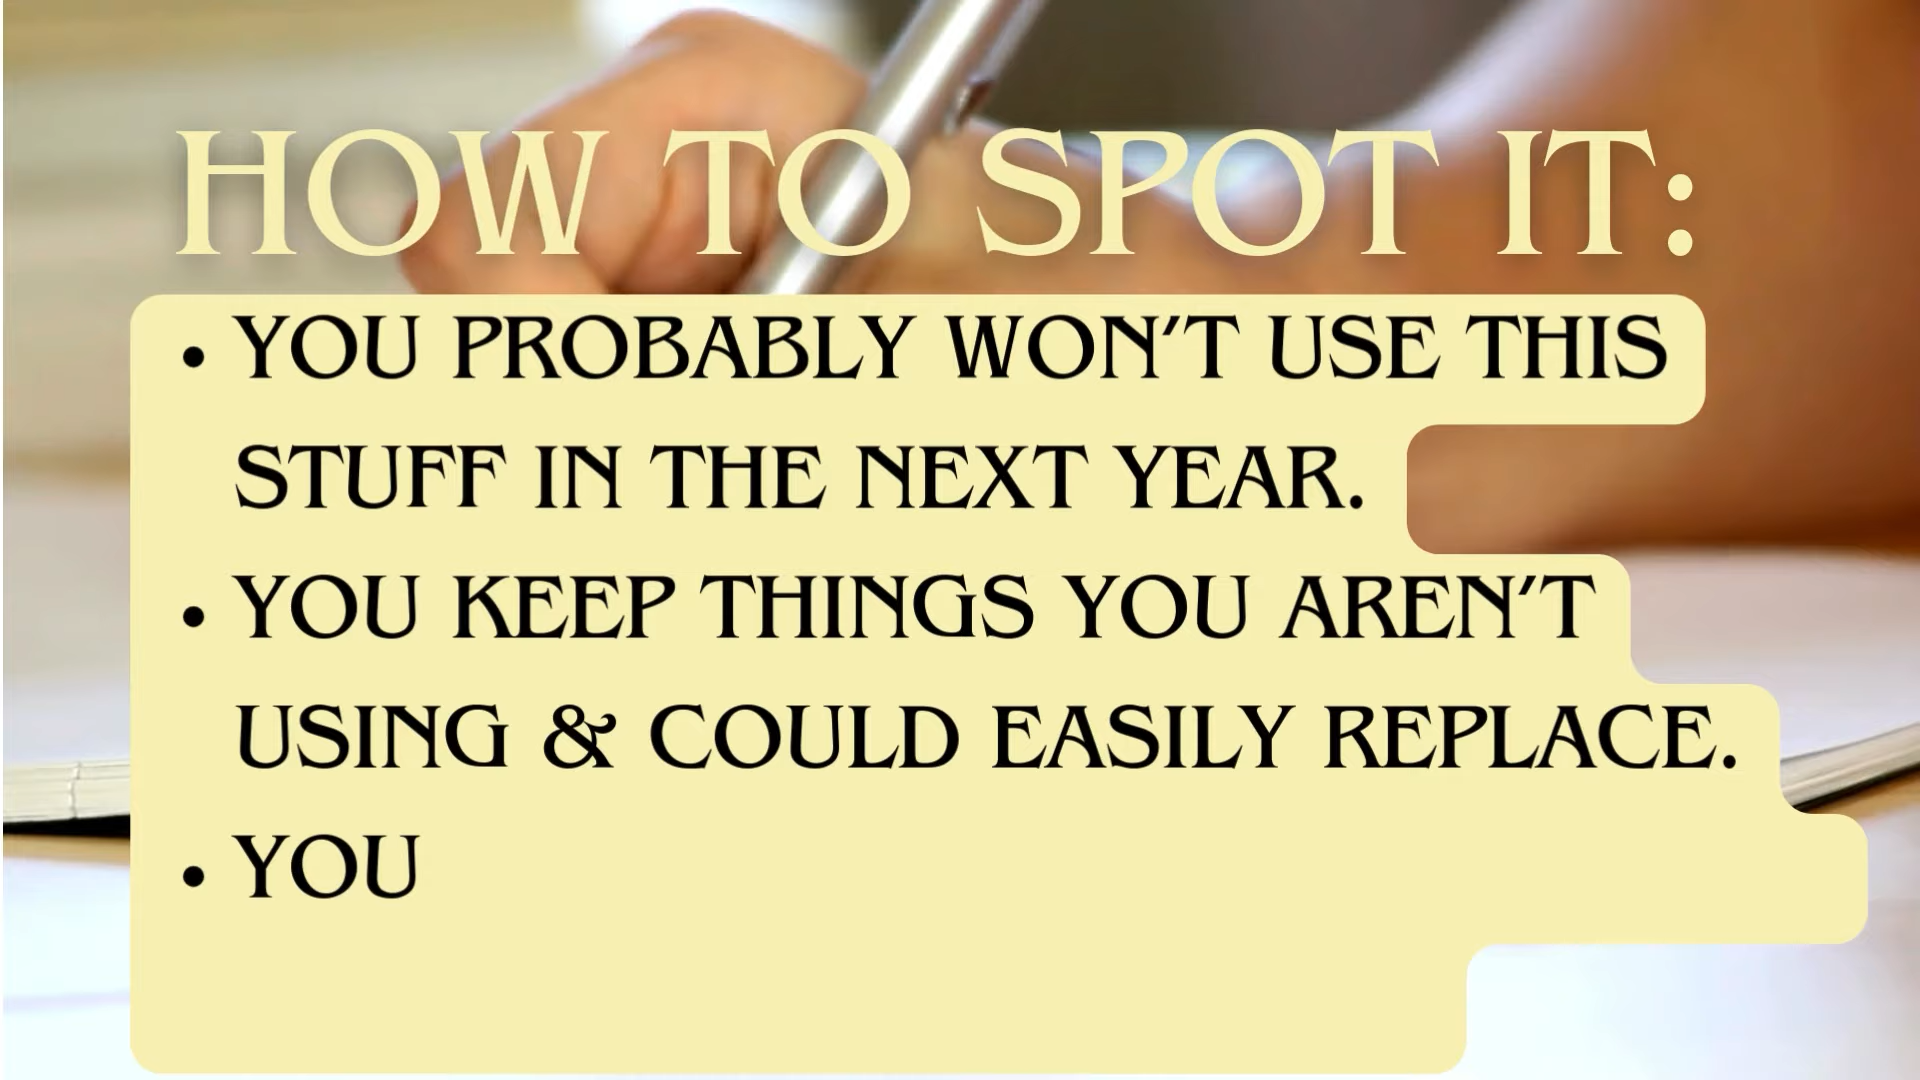 HOW TO SPOT IT:
• YOU PROBABLY WON'T USE THIS
STUFF IN THE NEXT YEAR.
• YOU KEEP THINGS YOU AREN'T
USING & COULD EASILY REPLACE.
• YOU